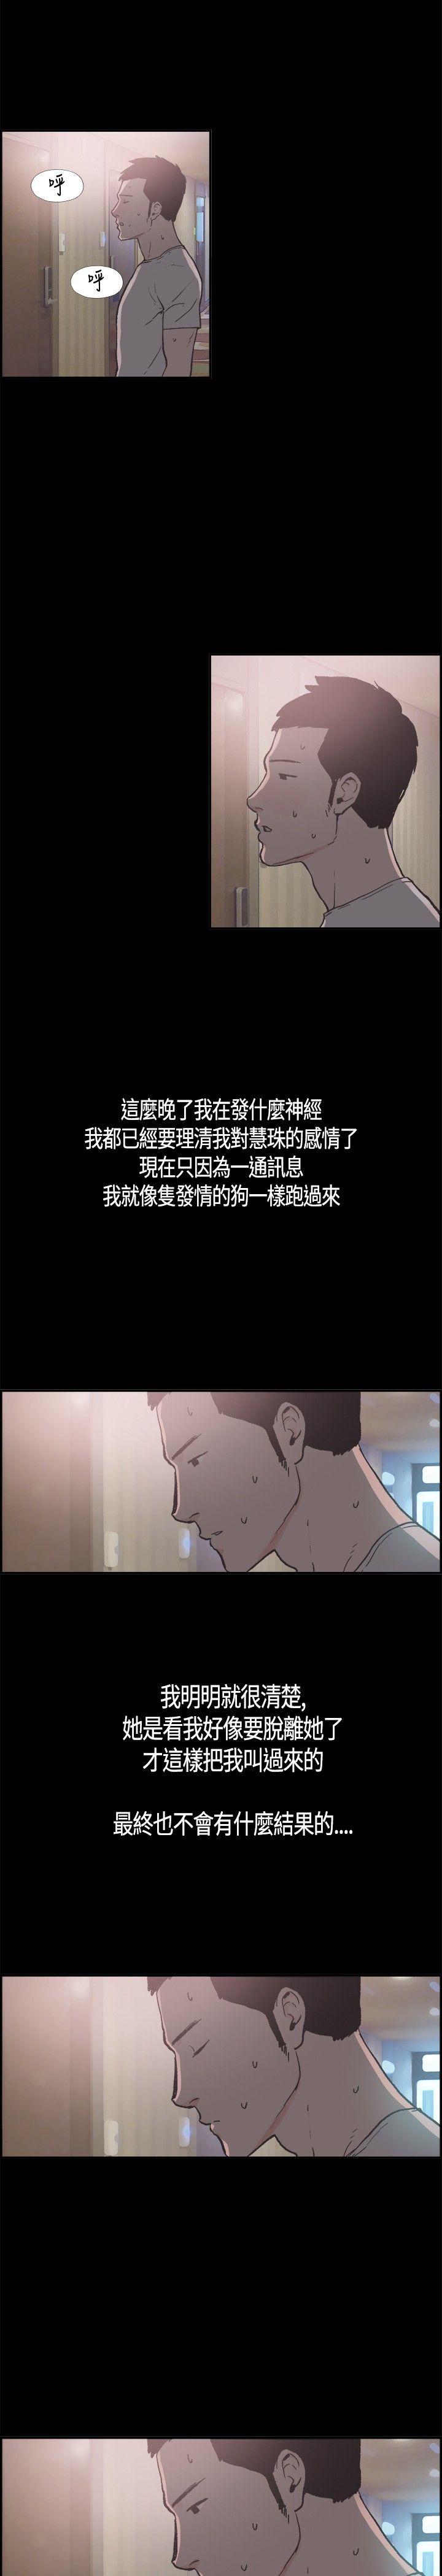 呼
呼
這麼晚了我在發什麼神經
我都已經要理清我對慧珠的感情了
現在只因為一通訊息
我就像隻發情的狗一樣跑過來
我明明就很清楚,
她是看我好像要脫離她了
才這樣把我叫過來的
最終也不會有什麼結果的....